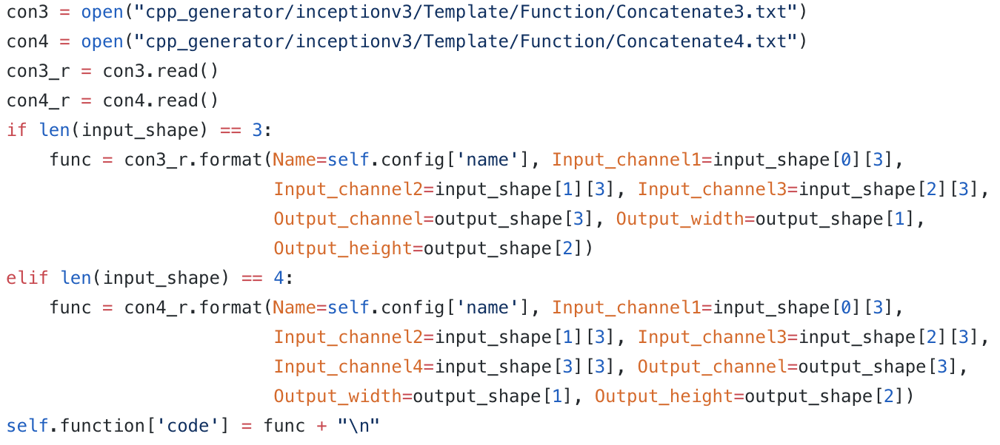 con3 = open("cpp_generator/inceptionv3/Template/Function/Concatenate3.txt")
con4 = open("cpp_generator/inceptionv3/Template/Function/Concatenate4.txt")
con3_r = con3.read()
con4_r = con4.read()
if len(input_shape) == 3:
    func = con3_r.format(Name=self.config['name'], Input_channel1=input_shape[0][3],
                         Input_channel2=input_shape[1][3], Input_channel3=input_shape[2][3],
                         Output_channel=output_shape[3], Output_width=output_shape[1],
                         Output_height=output_shape[2])
elif len(input_shape) == 4:
    func = con4_r.format(Name=self.config['name'], Input_channel1=input_shape[0][3],
                         Input_channel2=input_shape[1][3], Input_channel3=input_shape[2][3],
                         Input_channel4=input_shape[3][3], Output_channel=output_shape[3],
                         Output_width=output_shape[1], Output_height=output_shape[2])
self.function['code'] = func + "\n"